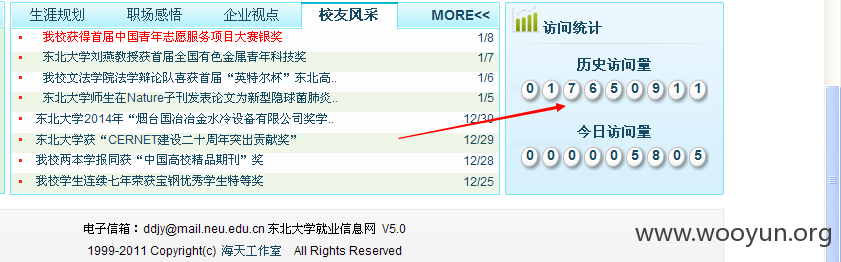 生涯规划 职场感悟 企业视点 校友风采 MORE<<
我校获得首届中国青年志愿服务项目大赛银奖 1/8
东北大学刘燕教授获首届全国有色金属青年科技奖 1/7
我校文法学院法学辩论队喜获首届“英特尔杯”东北高.. 1/6
东北大学师生在Nature子刊发表论文为新型隐球菌肺炎.. 1/5
东北大学2014年“烟台国冶冶金水冷设备有限公司奖学.. 12/30
东北大学获“CERNET建设二十周年突出贡献奖” 12/29
我校两本学报同获“中国高校精品期刊”奖 12/28
我校学生连续七年荣获宝钢优秀学生特等奖 12/25
访问统计
历史访问量
0 1 7 6 5 0 9 1 1
今日访问量
0 0 0 0 0 5 8 0 5
电子信箱：ddjy@mail.neu.edu.cn 东北大学就业信息网 V5.0
1999-2011 Copyright(c) 海天工作室 All Rights Reserved
www.wooyun.org